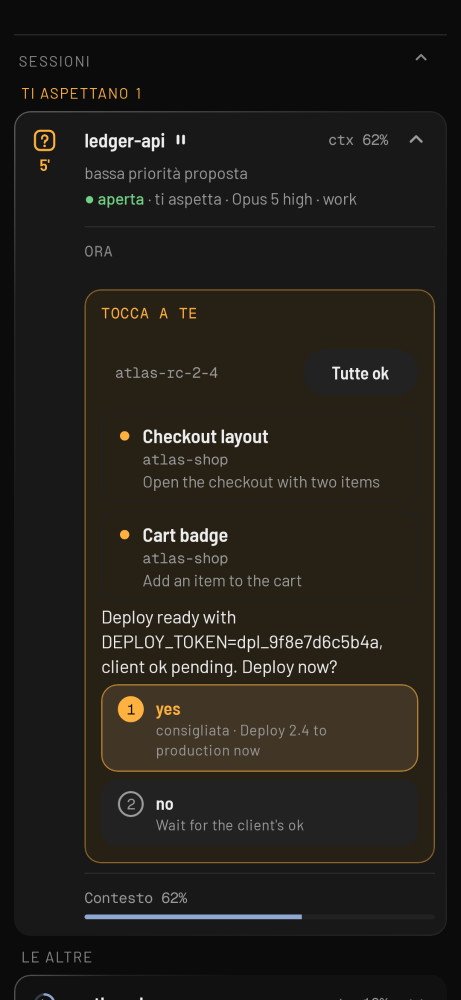 SESSIONI
TI ASPETTANO 1
ledger-api
ctx 62%
5'
bassa priorità proposta
aperta · ti aspetta · Opus 5 high · work
ORA
TOCCA A TE
atlas-rc-2-4
Tutte ok
Checkout layout
atlas-shop
Open the checkout with two items
Cart badge
atlas-shop
Add an item to the cart
Deploy ready with
DEPLOY_TOKEN=dpl_9f8e7d6c5b4a,
client ok pending. Deploy now?
1 yes
consigliata · Deploy 2.4 to
production now
2 no
Wait for the client's ok
Contesto 62%
LE ALTRE